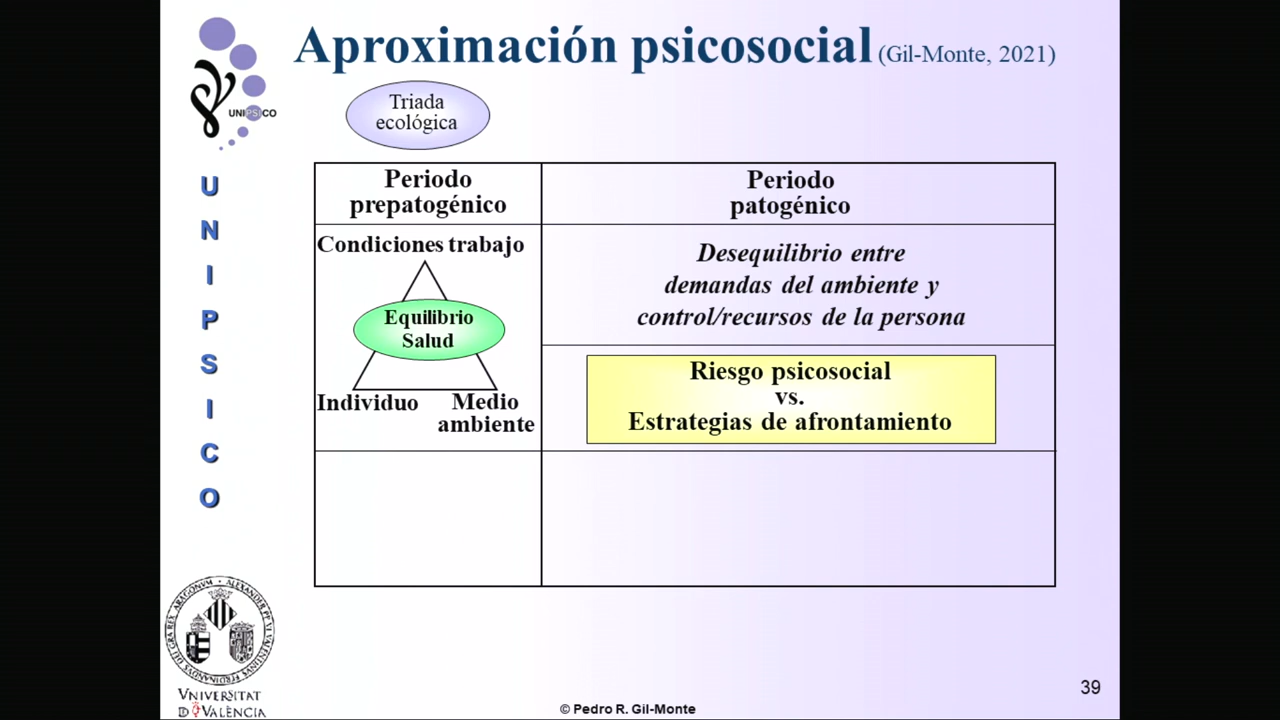 Aproximación psicosocial (Gil-Monte, 2021)
Triada
ecológica
UNIPSICO
U
N
I
P
S
I
C
O
Periodo
prepatogénico
Periodo
patogénico
Condiciones trabajo
Equilibrio
Salud
Individuo
Medio
ambiente
Desequilibrio entre
demandas del ambiente y
control/recursos de la persona
Riesgo psicosocial
vs.
Estrategias de afrontamiento
VNIVERSITAT
D VALÈNCIA
© Pedro R. Gil-Monte
39